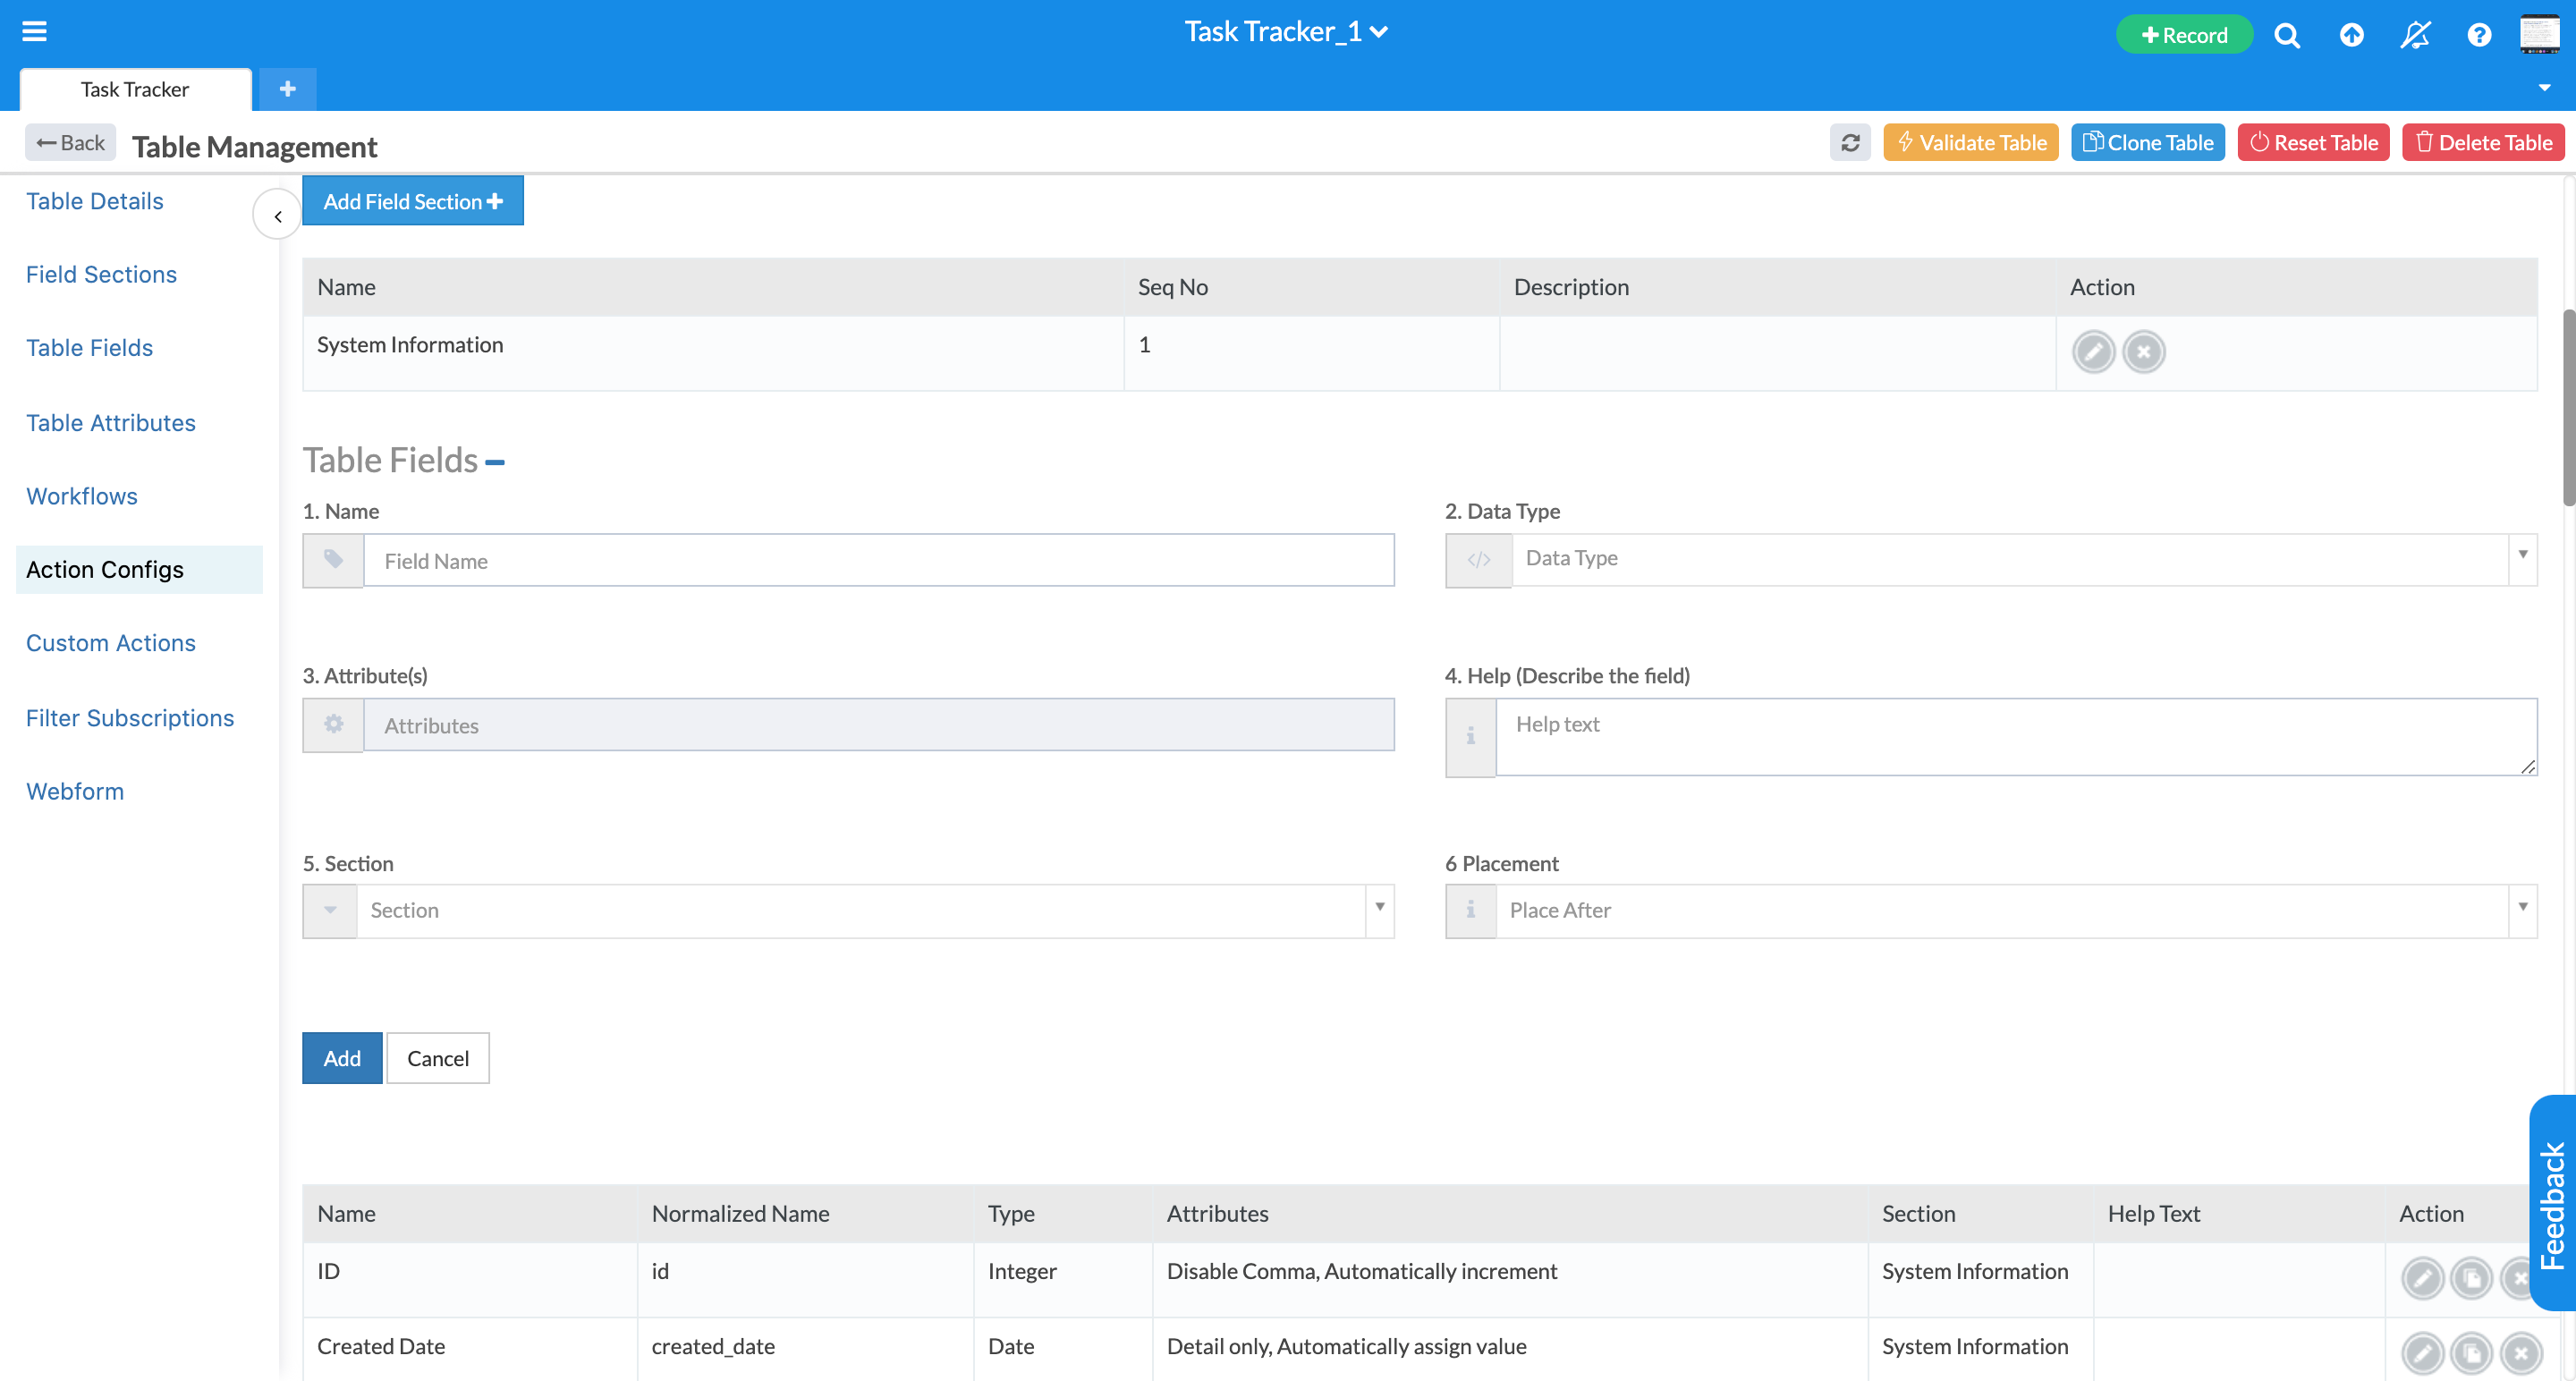 Task Tracker_1
Record
Task Tracker
Back
Table Management
Validate Table
Clone Table
Reset Table
Delete Table
Table Details
Field Sections
Table Fields
Table Attributes
Workflows
Action Configs
Custom Actions
Filter Subscriptions
Webform
Add Field Section
Name Seq No Description Action
System Information 1
Table Fields
1. Name
Field Name
2. Data Type
Data Type
3. Attribute(s)
Attributes
4. Help (Describe the field)
Help text
5. Section
Section
6 Placement
Place After
Add
Cancel
Name Normalized Name Type Attributes Section Help Text Action
ID id Integer Disable Comma, Automatically increment System Information
Created Date created_date Date Detail only, Automatically assign value System Information
Feedback